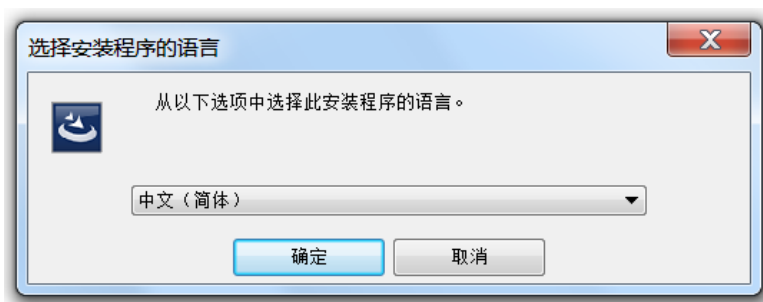 选择安装程序的语言
从以下选项中选择此安装程序的语言。
中文（简体）
确定
取消